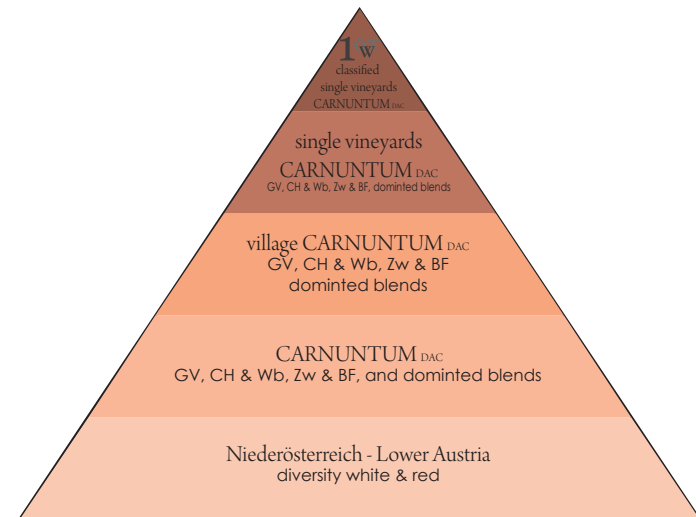 1 W
classified
single vineyards
CARNUNTUM DAC
single vineyards
CARNUNTUM DAC
GV, CH & Wb, Zw & BF, dominted blends
village CARNUNTUM DAC
GV, CH & Wb, Zw & BF
dominted blends
CARNUNTUM DAC
GV, CH & Wb, Zw & BF, and dominted blends
Niederösterreich - Lower Austria
diversity white & red